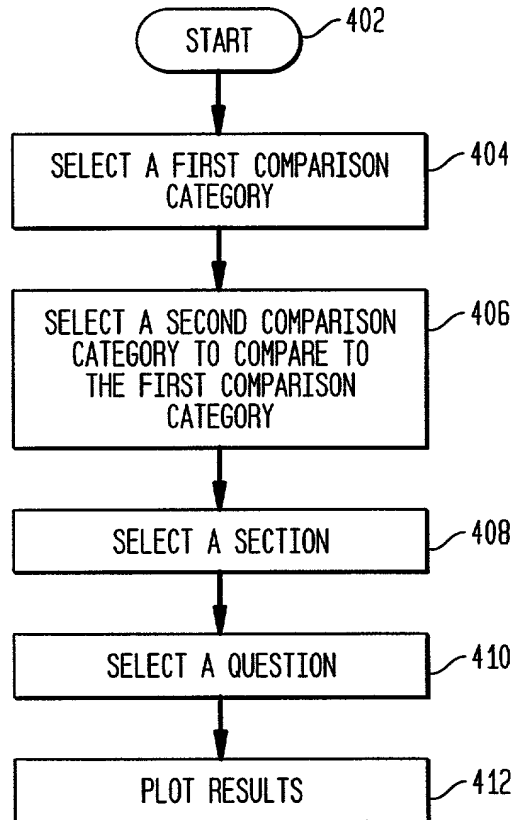 START
402
SELECT A FIRST COMPARISON
CATEGORY
404
SELECT A SECOND COMPARISON
CATEGORY TO COMPARE TO
THE FIRST COMPARISON
CATEGORY
406
SELECT A SECTION
408
SELECT A QUESTION
410
PLOT RESULTS
412